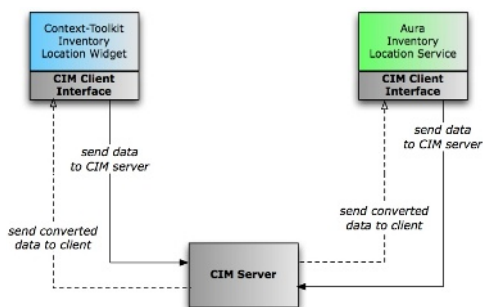 Context-Toolkit
Inventory
Location Widget
CIM Client
Interface
Aura
Inventory
Location Service
CIM Client
Interface
send data
to CIM server
send data
to CIM server
send converted
data to client
send converted
data to client
CIM Server